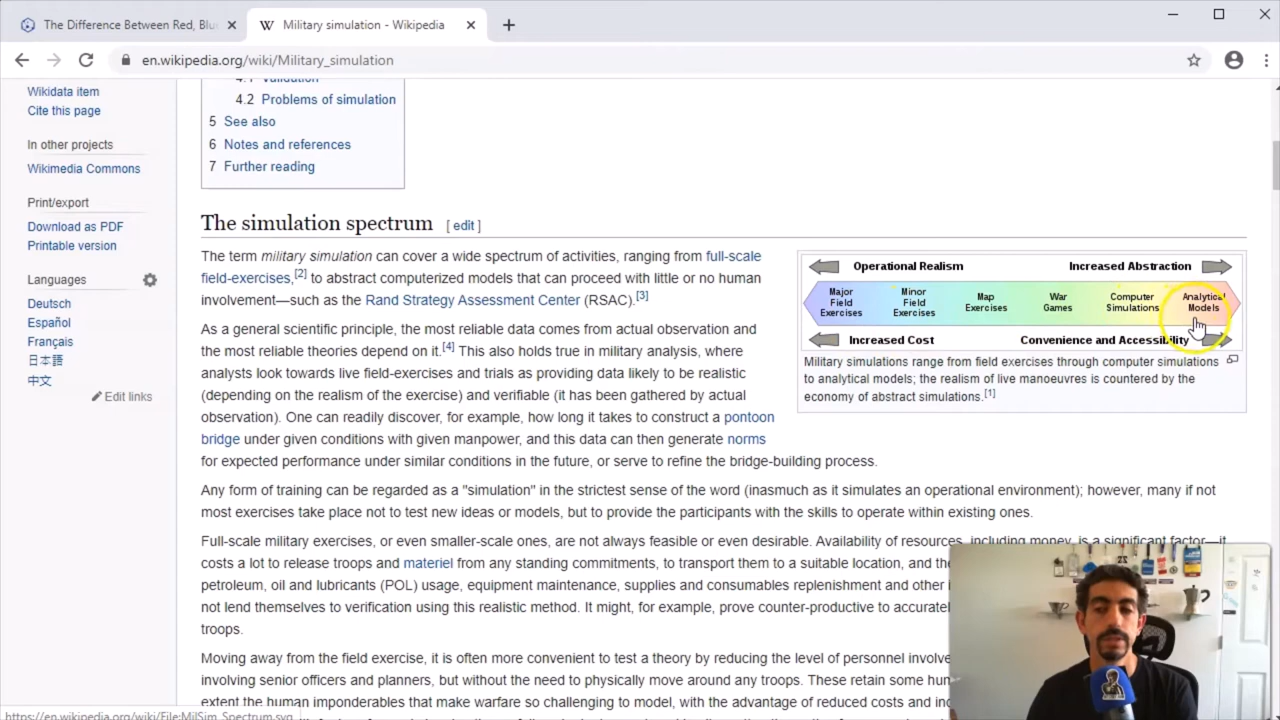 The Difference Between Red, Blu
Military simulation - Wikipedia
en.wikipedia.org/wiki/Military_simulation
Wikidata item
Cite this page
In other projects
Wikimedia Commons
Print/export
Download as PDF
Printable version
Languages
Deutsch
Español
Français
日本語
中文
Edit links
4.1 Validation
4.2 Problems of simulation
5 See also
6 Notes and references
7 Further reading
The simulation spectrum [ edit ]
The term military simulation can cover a wide spectrum of activities, ranging from full-scale
field-exercises,[2] to abstract computerized models that can proceed with little or no human
involvement—such as the Rand Strategy Assessment Center (RSAC).[3]
As a general scientific principle, the most reliable data comes from actual observation and
the most reliable theories depend on it.[4] This also holds true in military analysis, where
analysts look towards live field-exercises and trials as providing data likely to be realistic
(depending on the realism of the exercise) and verifiable (it has been gathered by actual
observation). One can readily discover, for example, how long it takes to construct a pontoon
bridge under given conditions with given manpower, and this data can then generate norms
for expected performance under similar conditions in the future, or serve to refine the bridge-building process.
Operational Realism Increased Abstraction
Major Field Exercises
Minor Field Exercises
Map Exercises
War Games
Computer Simulations
Analytical Models
Increased Cost Convenience and Accessibility
Military simulations range from field exercises through computer simulations
to analytical models; the realism of live manoeuvres is countered by the
economy of abstract simulations.[1]
Any form of training can be regarded as a "simulation" in the strictest sense of the word (inasmuch as it simulates an operational environment); however, many if not
most exercises take place not to test new ideas or models, but to provide the participants with the skills to operate within existing ones.
Full-scale military exercises, or even smaller-scale ones, are not always feasible or even desirable. Availability of resources, including money, is a significant factor—it
costs a lot to release troops and materiel from any standing commitments, to transport them to a suitable location, and the
petroleum, oil and lubricants (POL) usage, equipment maintenance, supplies and consumables replenishment and other i
not lend themselves to verification using this realistic method. It might, for example, prove counter-productive to accuratel
troops.
Moving away from the field exercise, it is often more convenient to test a theory by reducing the level of personnel involve
involving senior officers and planners, but without the need to physically move around any troops. These retain some hun
extent the human imponderables that make warfare so challenging to model, with the advantage of reduced costs and inc
https://en.wikipedia.org/wiki/File:MilSim_Spectrum.svg